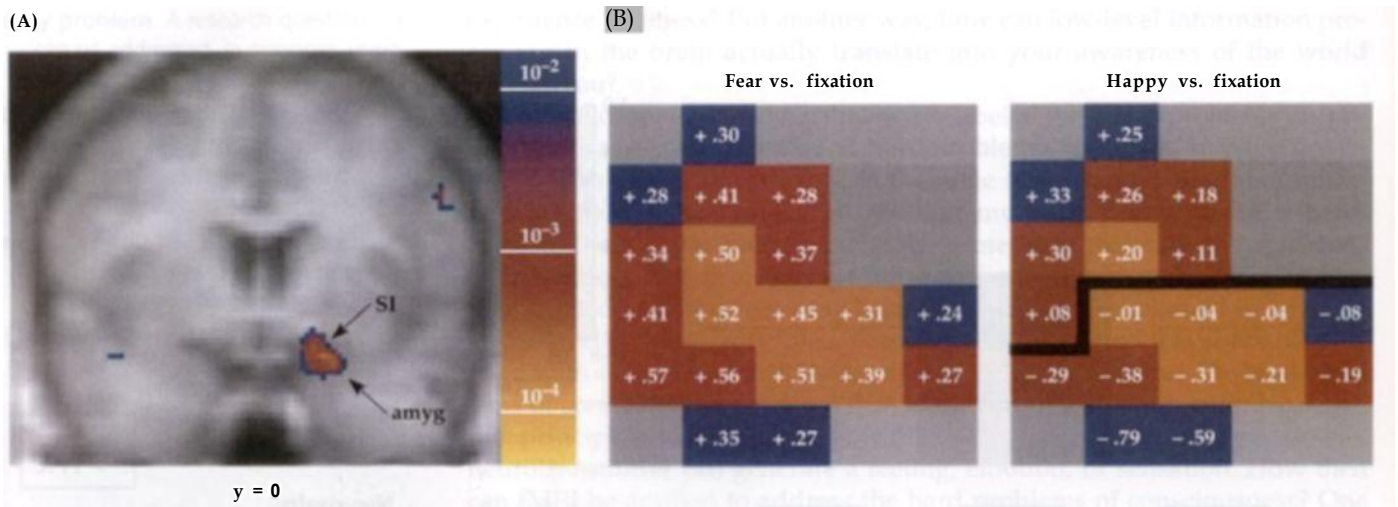 (A)
10−2
10−3
10−4
SI
amyg
y = 0
(B)
Fear vs. fixation
+ .30
+ .28 + .41 + .28
+ .34 + .50 + .37
+ .41 + .52 + .45 + .31 + .24
+ .57 + .56 + .51 + .39 + .27
+ .35 + .27
Happy vs. fixation
+ .25
+ .33 + .26 + .18
+ .30 + .20 + .11
+ .08 − .01 − .04 − .04 − .08
− .29 − .38 − .31 − .21 − .19
− .79 − .59